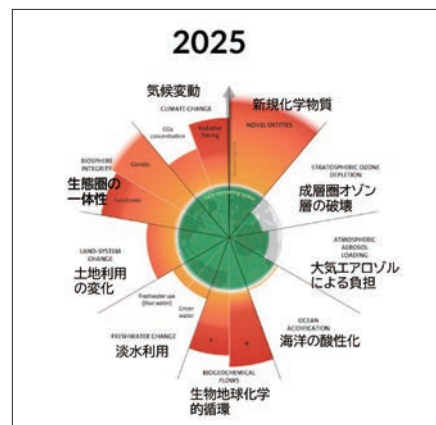 2025
気候変動
CLIMATE CHANGE
CO₂
concentration
Radiative
forcing
新規化学物質
NOVEL ENTITIES
STRATOSPHERIC OZONE
DEPLETION
成層圏オゾン
層の破壊
ATMOSPHERIC
AEROSOL
LOADING
大気エアロゾル
による負担
OCEAN
ACIDIFICATION
海洋の酸性化
BIOGEOCHEMICAL
FLOWS
生物地球化学
的循環
P
N
FRESHWATER CHANGE
淡水利用
Freshwater use
(Blue water)
Green
water
LAND-SYSTEM
CHANGE
土地利用
の変化
BIOSPHERE
INTEGRITY
生態圏の
一体性
Genetic
Functional